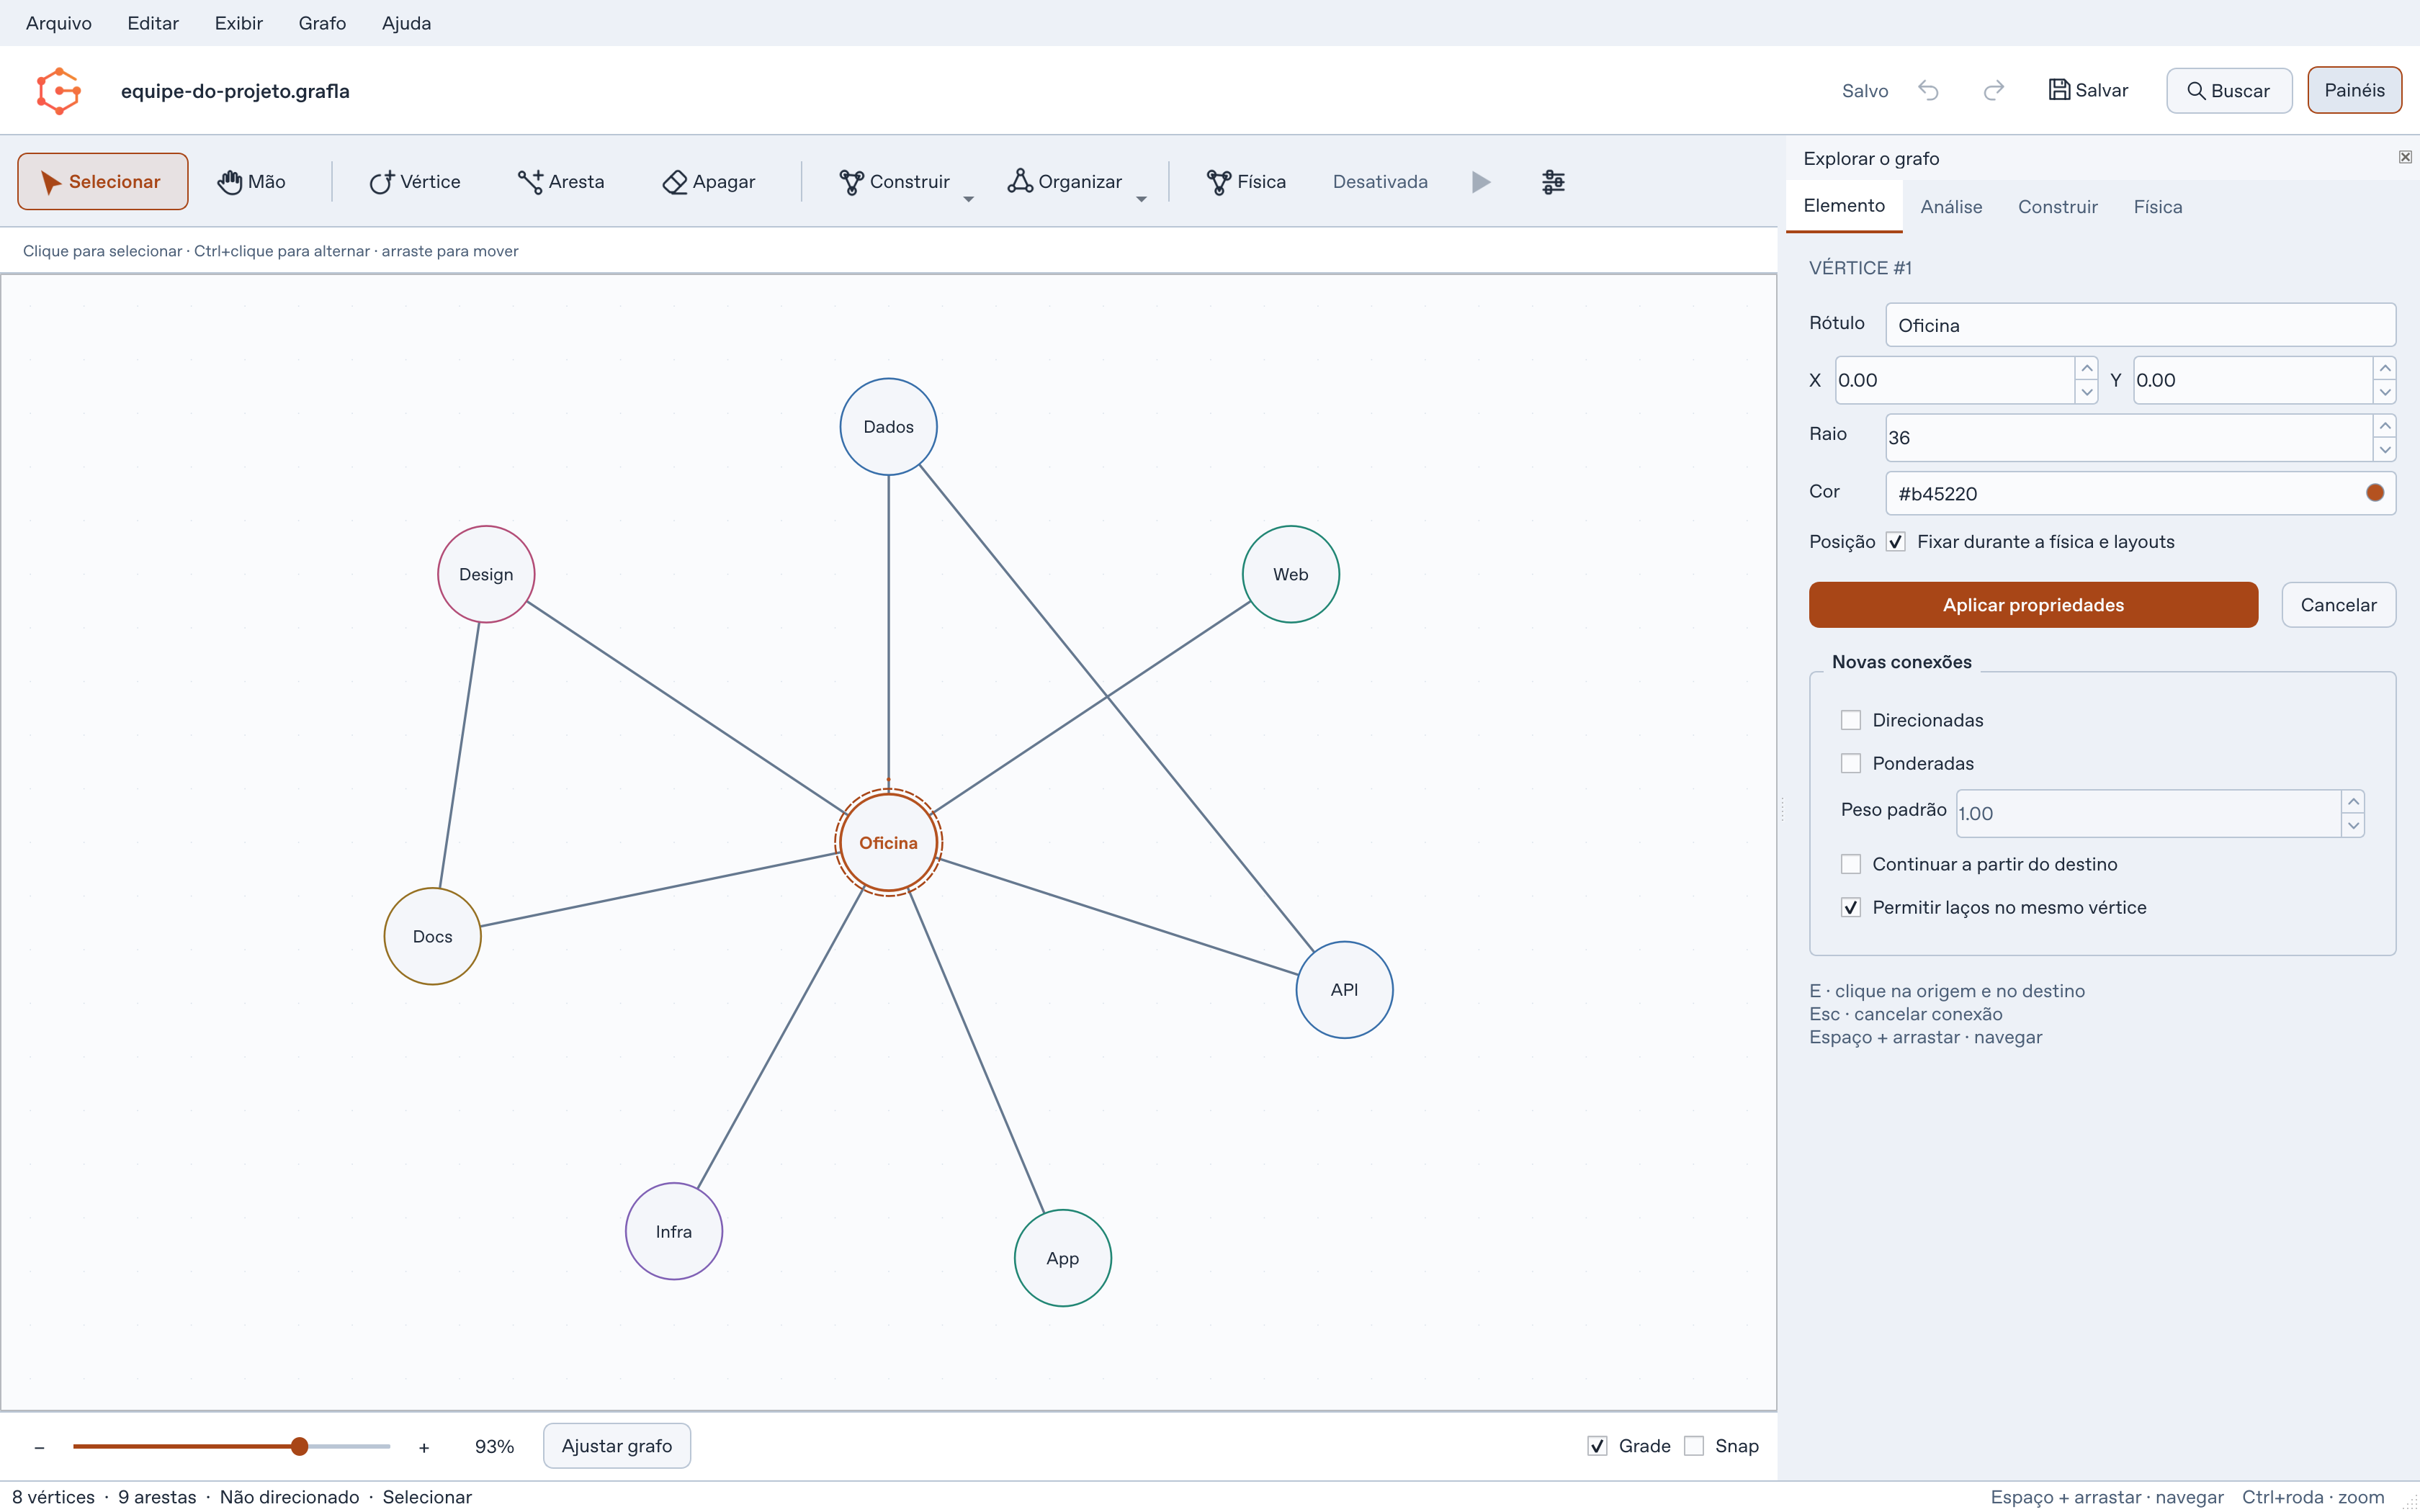 Arquivo Editar Exibir Grafo Ajuda
equipe-do-projeto.grafla
Salvo Salvar Buscar Painéis
Selecionar Mão Vértice Aresta Apagar Construir Organizar Física Desativada
Clique para selecionar · Ctrl+clique para alternar · arraste para mover
Dados
Design
Web
Oficina
Docs
API
Infra
App
Explorar o grafo
Elemento Análise Construir Física
VÉRTICE #1
Rótulo Oficina
X 0.00 Y 0.00
Raio 36
Cor #b45220
Posição Fixar durante a física e layouts
Aplicar propriedades Cancelar
Novas conexões
Direcionadas
Ponderadas
Peso padrão 1.00
Continuar a partir do destino
Permitir laços no mesmo vértice
E · clique na origem e no destino
Esc · cancelar conexão
Espaço + arrastar · navegar
– + 93% Ajustar grafo Grade Snap
8 vértices · 9 arestas · Não direcionado · Selecionar
Espaço + arrastar · navegar Ctrl+roda · zoom